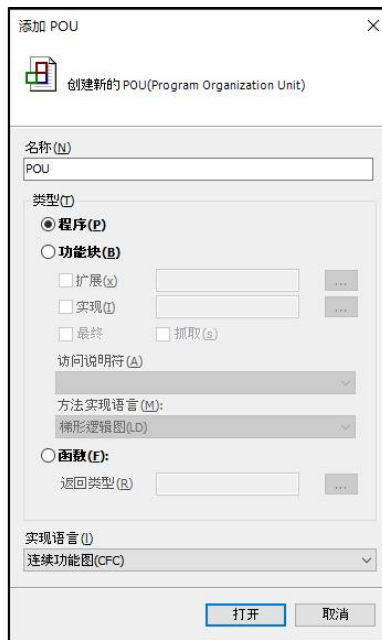 添加 POU
创建新的 POU(Program Organization Unit)
名称(N)
POU
类型(T)
程序(P)
功能块(B)
扩展(x)
...
实现(I)
...
最终 抓取(s)
访问说明符(A)
方法实现语言(M):
梯形逻辑图(LD)
函数(F):
返回类型(R)
...
实现语言(I)
连续功能图(CFC)
打开 取消